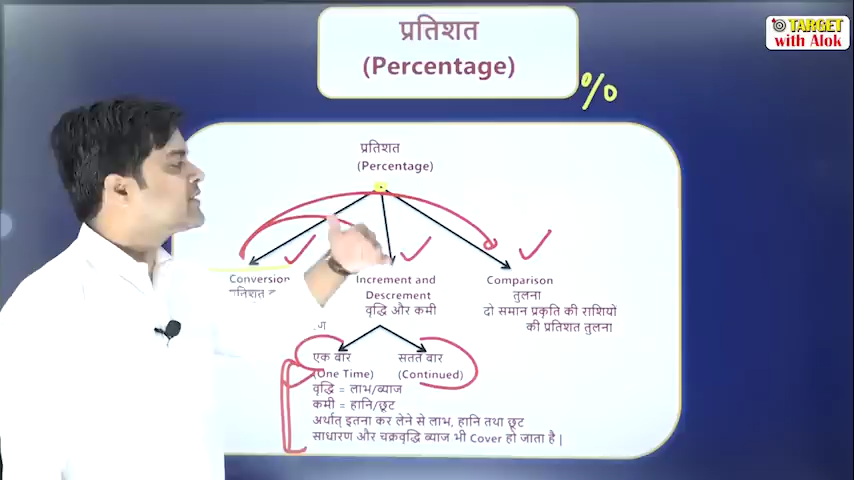 प्रतिशत
(Percentage)
%
TARGET
with Alok
प्रतिशत
(Percentage)
Conversion
Increment and
Descrement
वृद्धि और कमी
Comparison
तुलना
दो समान प्रकृति की राशियों
की प्रतिशत तुलना
एक वार
(One Time)
सतत वार
(Continued)
वृद्धि = लाभ/ब्याज
कमी = हानि/छूट
अर्थात् इतना कर लेने से लाभ, हानि तथा छूट
साधारण और चक्रवृद्धि ब्याज भी Cover हो जाता है |